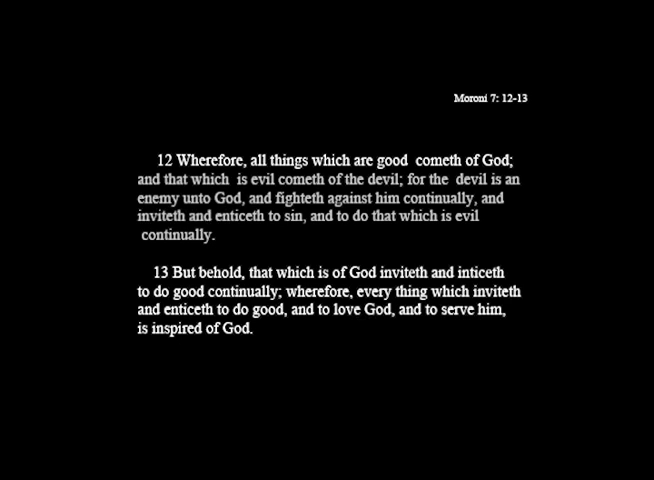 Moroni 7: 12-13
12 Wherefore, all things which are good cometh of God;
and that which is evil cometh of the devil; for the devil is an
enemy unto God, and fighteth against him continually, and
inviteth and enticeth to sin, and to do that which is evil
continually.
13 But behold, that which is of God inviteth and inticeth
to do good continually; wherefore, every thing which inviteth
and enticeth to do good, and to love God, and to serve him,
is inspired of God.